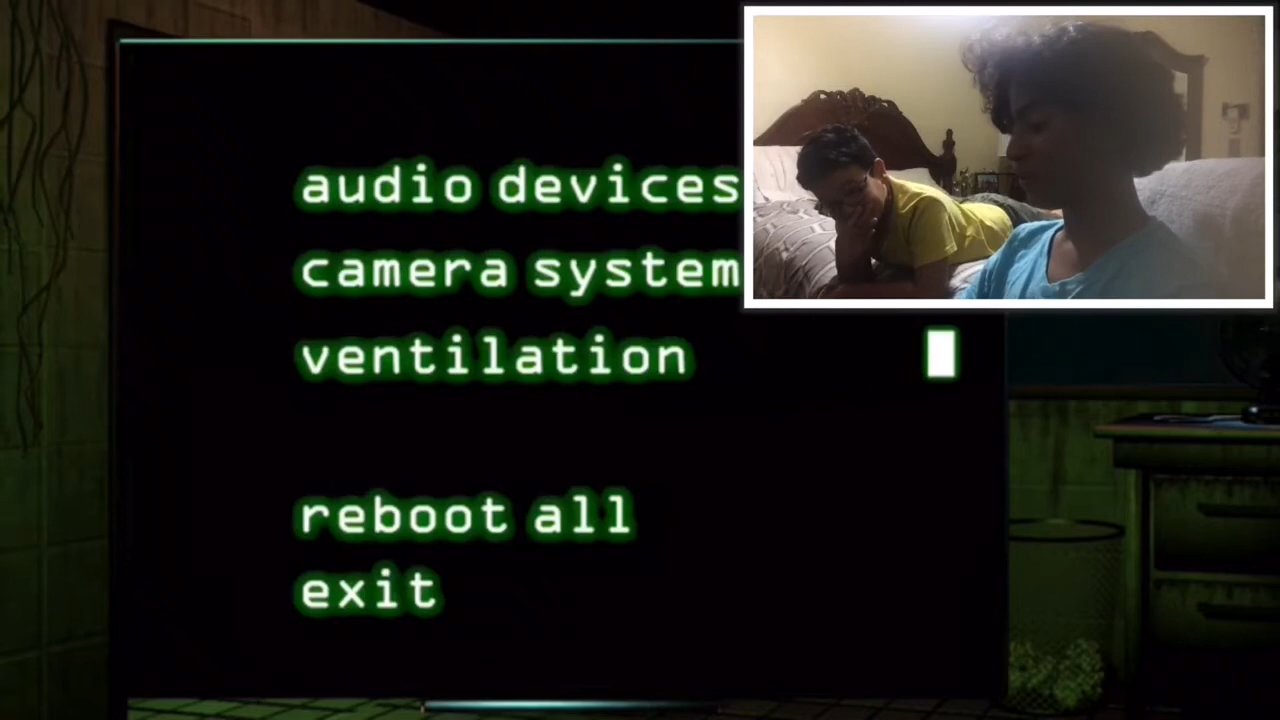 audio devices
camera system
ventilation
reboot all
exit